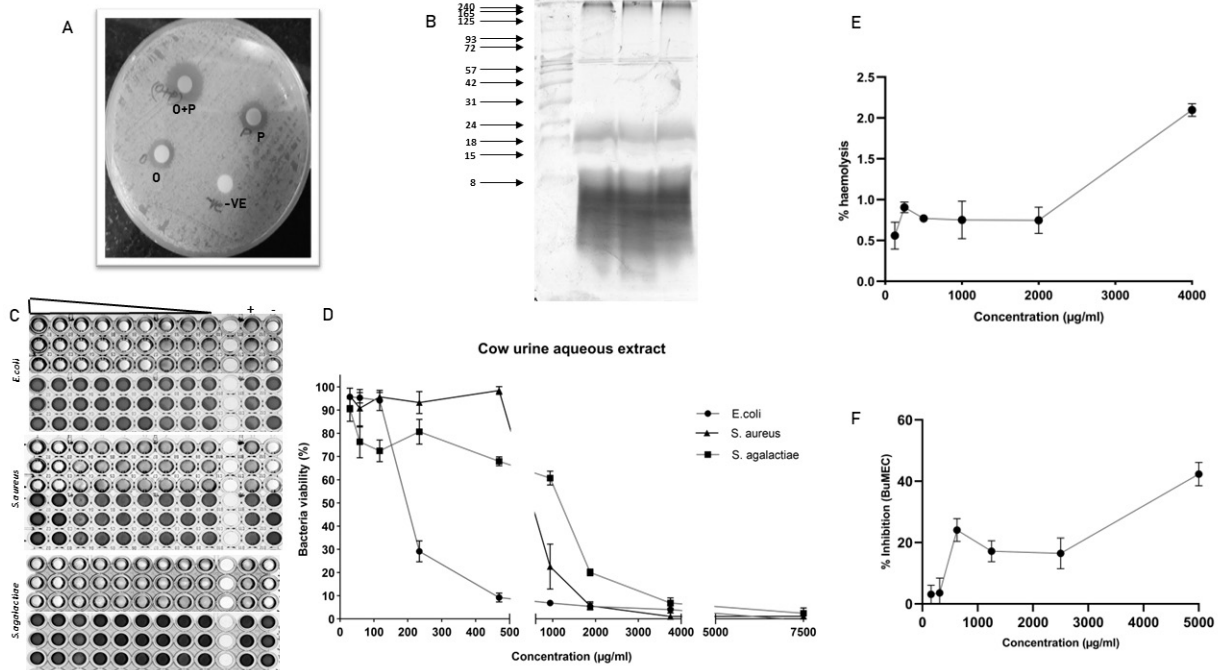 A
O+P
P
O
-VE
B
240
165
125
93
72
57
42
31
24
18
15
8
E
2.5
2.0
1.5
1.0
0.5
0.0
% haemolysis
0
1000
2000
3000
4000
Concentration (µg/ml)
C
+
-
E.coli
S.aureus
S.agalactiae
D
Cow urine aqueous extract
100
90
80
70
60
50
40
30
20
10
0
Bacteria viability (%)
0
100
200
300
400
500
1000
2000
3000
4000
5000
7500
Concentration (µg/ml)
E.coli
S. aureus
S. agalactiae
F
60
40
20
0
% Inhibition (BuMEC)
0
1000
2000
3000
4000
5000
Concentration (µg/ml)